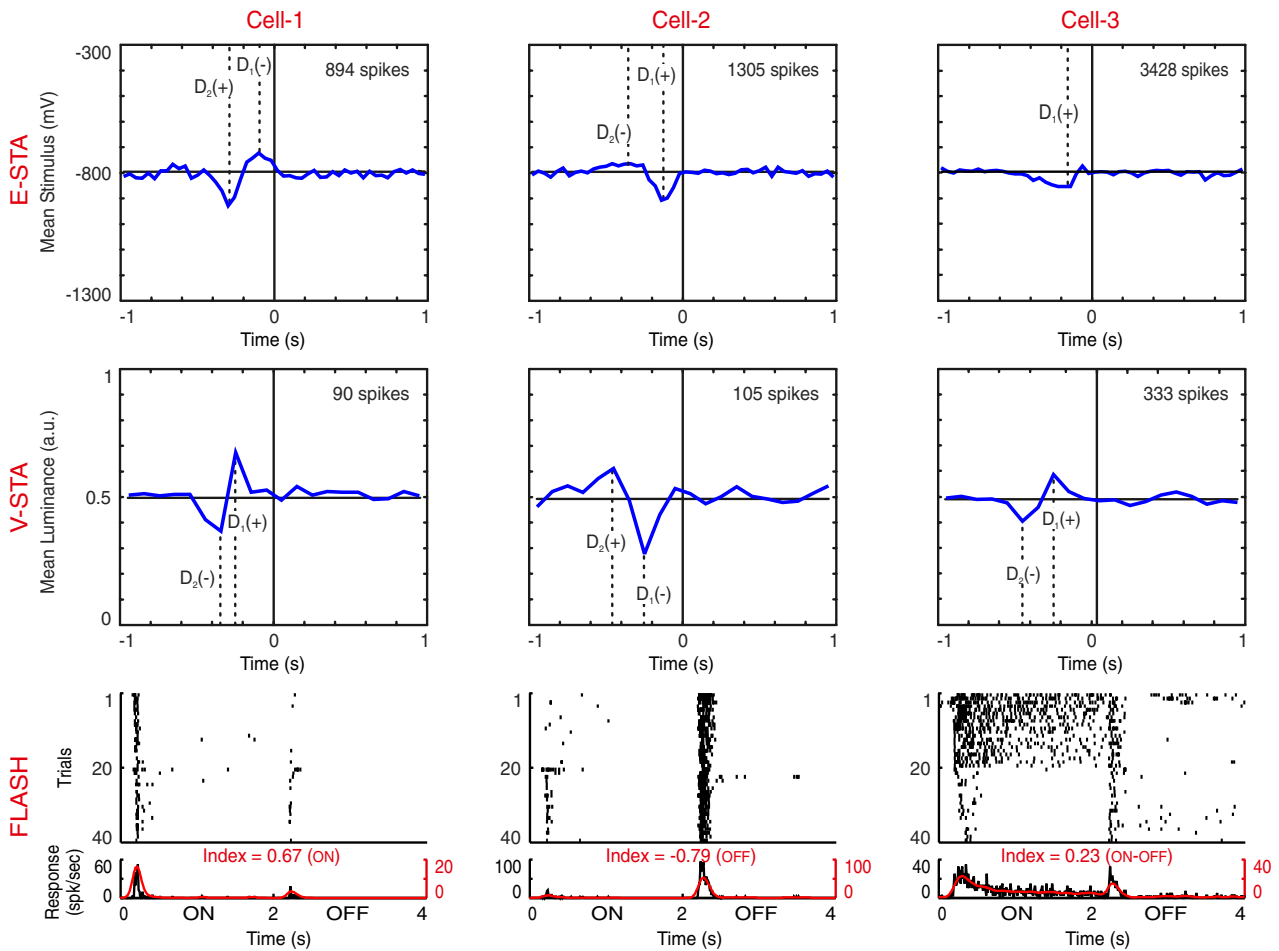 Cell-1 Cell-2 Cell-3
E-STA
Mean Stimulus (mV)
-300
-800
-1300
894 spikes
D₂(+)
D₁(-)
-1 0 1
Time (s)
1305 spikes
D₁(+)
D₂(-)
-1 0 1
Time (s)
3428 spikes
D₁(+)
-1 0 1
Time (s)
V-STA
Mean Luminance (a.u.)
1
0.5
0
90 spikes
D₁(+)
D₂(-)
-1 0 1
Time (s)
105 spikes
D₂(+)
D₁(-)
-1 0 1
Time (s)
333 spikes
D₁(+)
D₂(-)
-1 0 1
Time (s)
FLASH
Trials
1
20
40
Response
(spk/sec)
Index = 0.67 (ON)
60
0
20
0
0 ON 2 OFF 4
Time (s)
1
20
40
Index = -0.79 (OFF)
100
0
100
0
0 ON 2 OFF 4
Time (s)
1
20
40
Index = 0.23 (ON-OFF)
40
0
40
0
0 ON 2 OFF 4
Time (s)